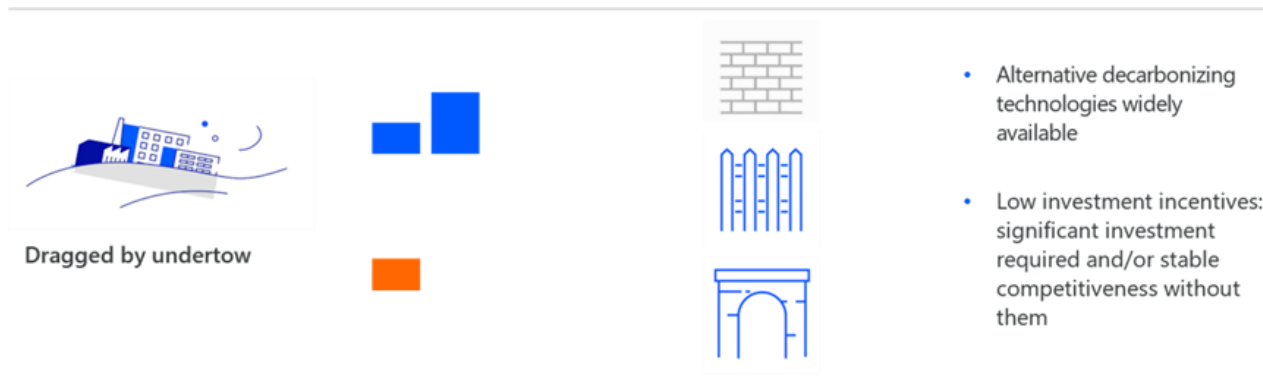 Dragged by undertow
• Alternative decarbonizing
technologies widely
available
• Low investment incentives:
significant investment
required and/or stable
competitiveness without
them